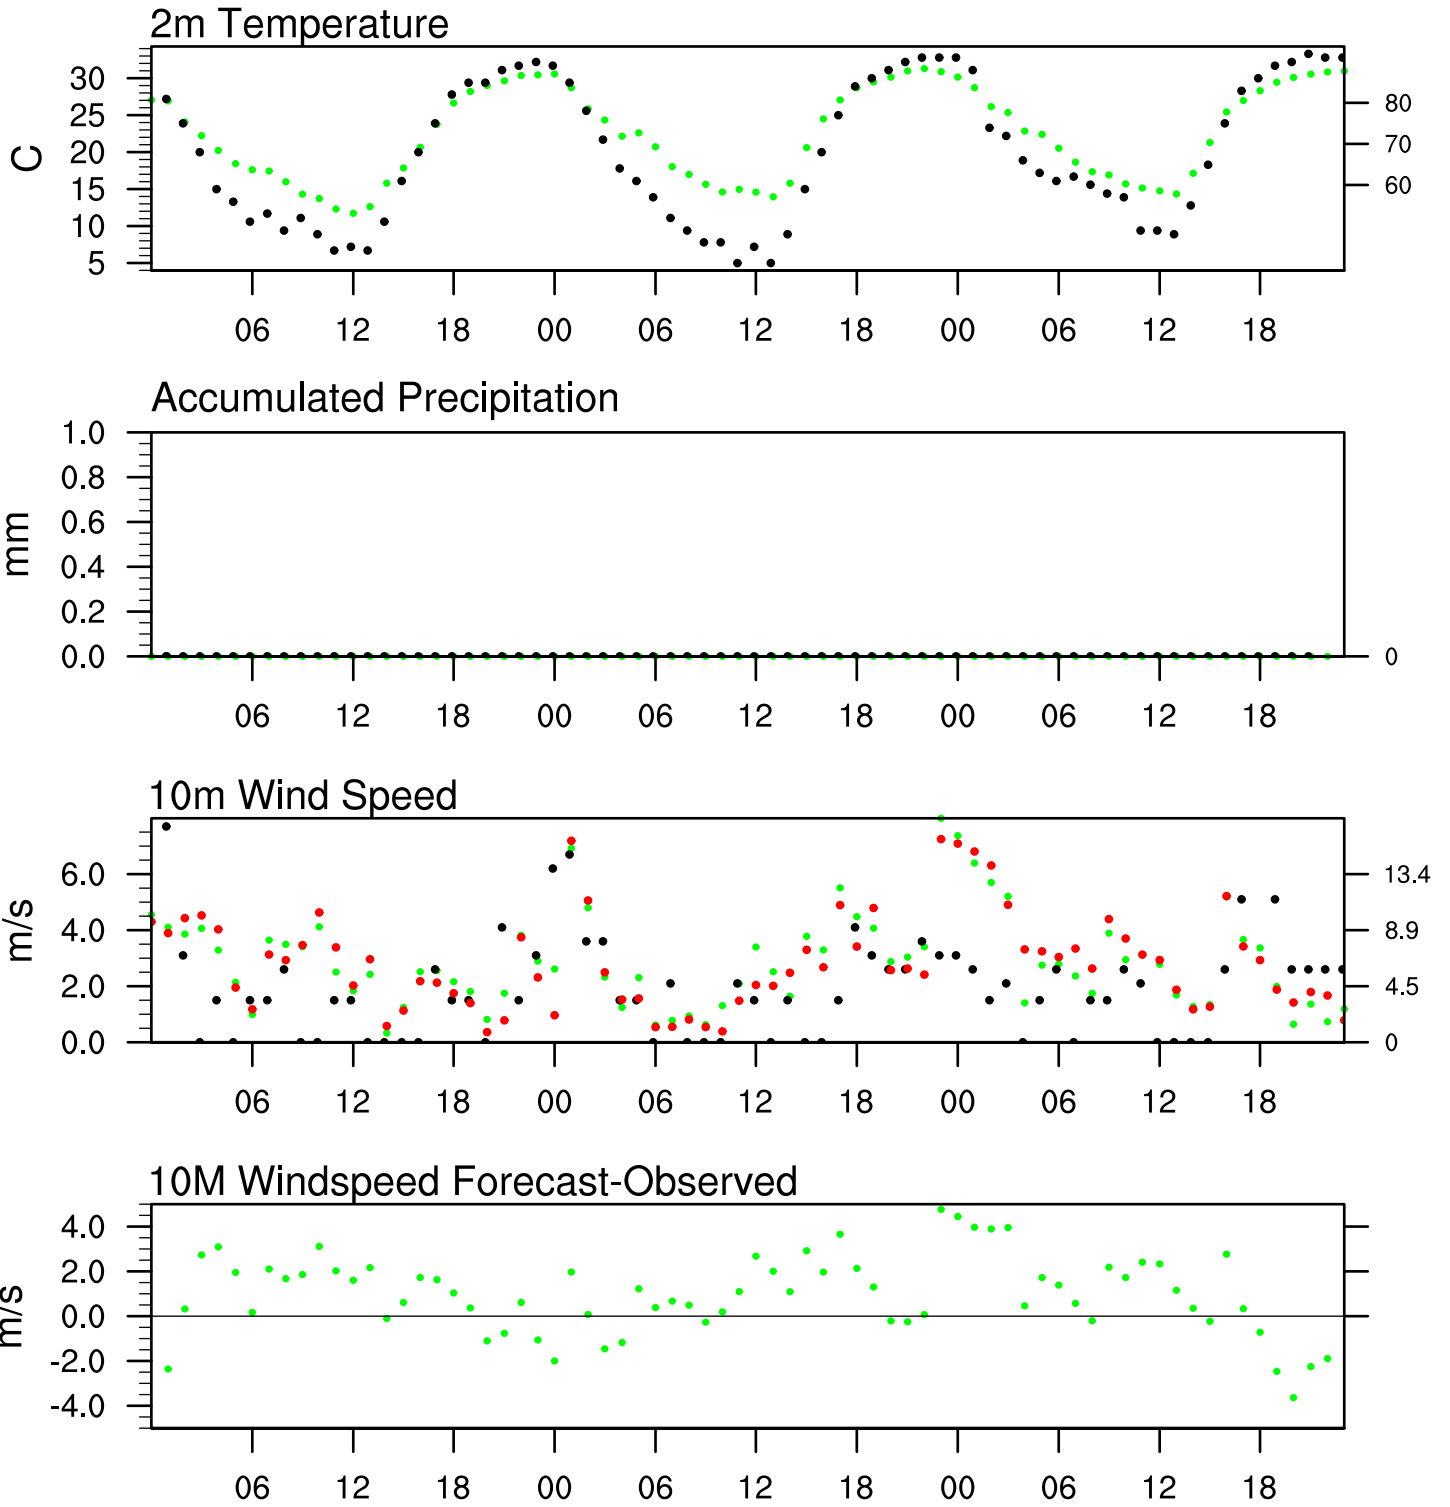 2m Temperature
C
30
25
20
15
10
5
80
70
60
06 12 18 00 06 12 18 00 06 12 18
Accumulated Precipitation
mm
1.0
0.8
0.6
0.4
0.2
0.0
0
06 12 18 00 06 12 18 00 06 12 18
10m Wind Speed
m/s
6.0
4.0
2.0
0.0
13.4
8.9
4.5
0
06 12 18 00 06 12 18 00 06 12 18
10M Windspeed Forecast-Observed
m/s
4.0
2.0
0.0
-2.0
-4.0
06 12 18 00 06 12 18 00 06 12 18